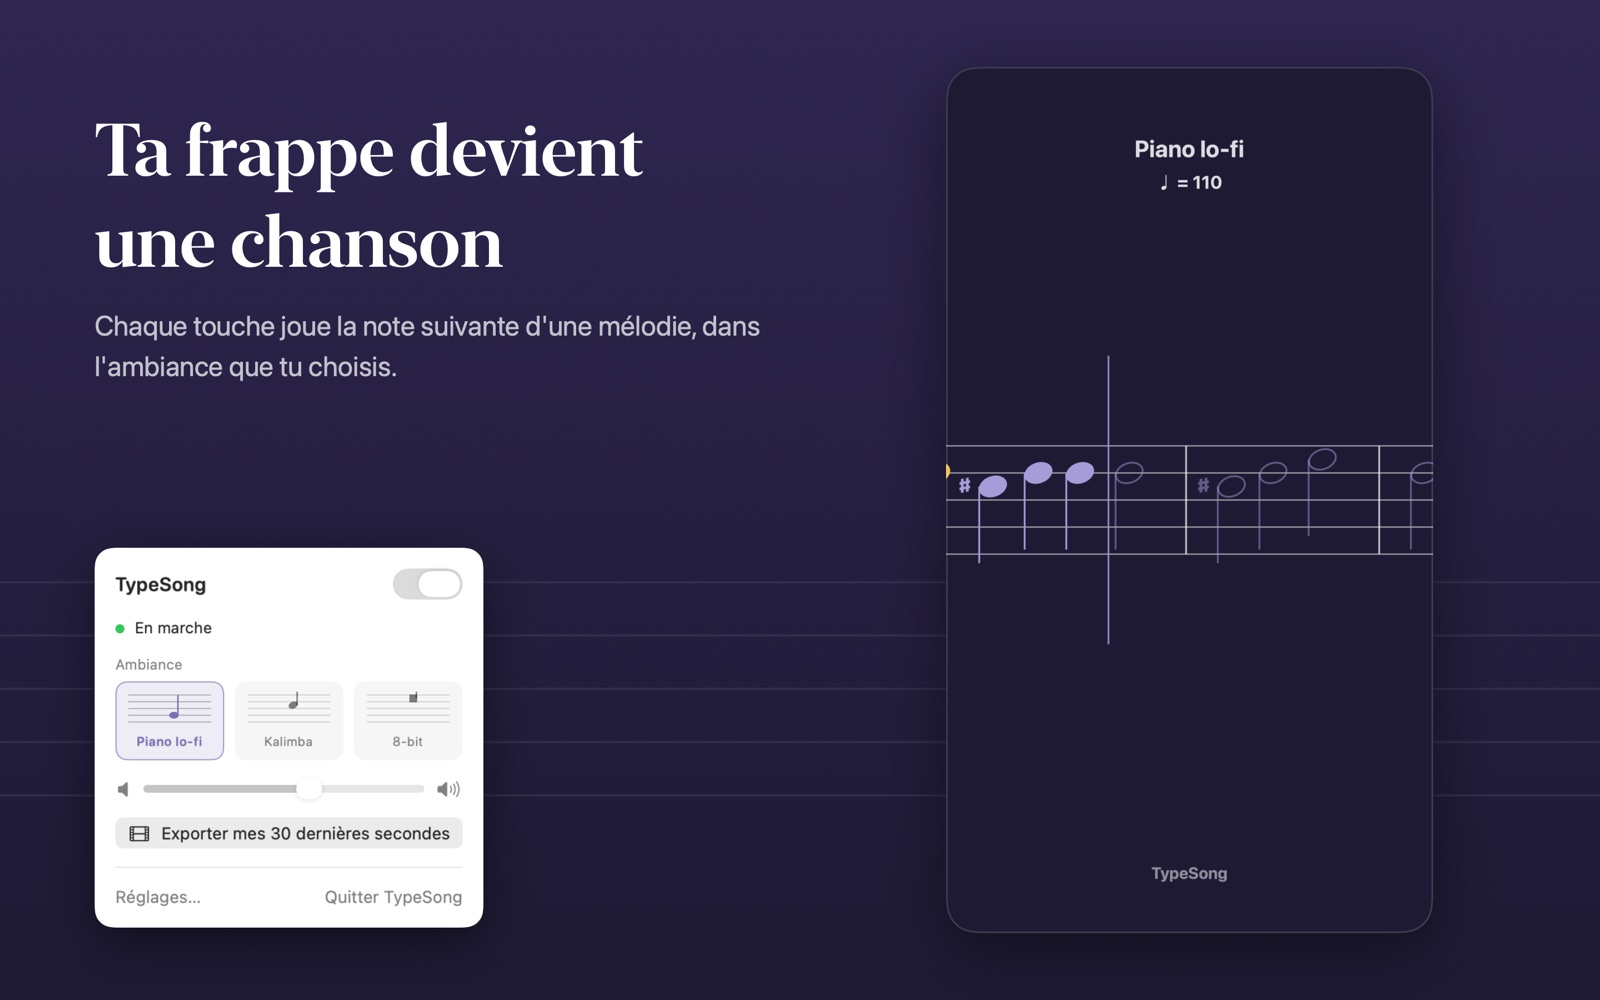 Ta frappe devient
une chanson
Chaque touche joue la note suivante d'une mélodie, dans
l'ambiance que tu choisis.
TypeSong
En marche
Ambiance
Piano lo-fi
Kalimba
8-bit
Exporter mes 30 dernières secondes
Réglages...
Quitter TypeSong
Piano lo-fi
♩ = 110
TypeSong